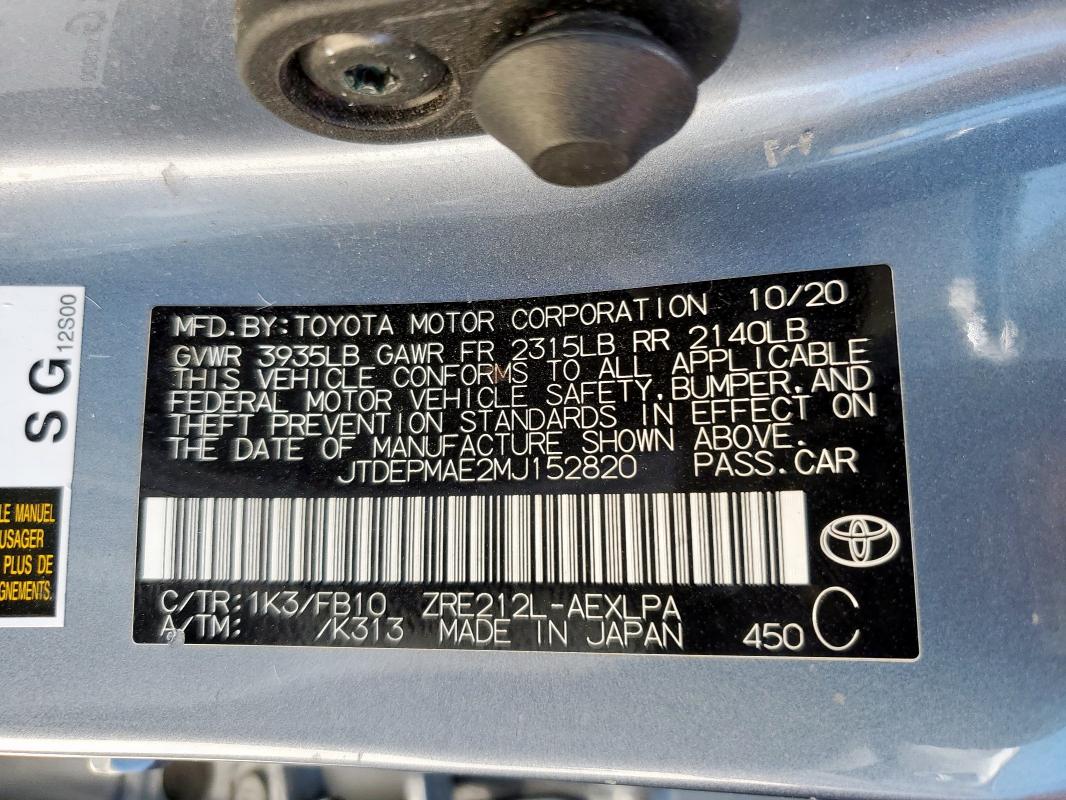 MFD.BY:TOYOTA MOTOR CORPORATION 10/20
GVWR 3935LB GAWR FR 2315LB RR 2140LB
THIS VEHICLE CONFORMS TO ALL APPLICABLE
FEDERAL MOTOR VEHICLE SAFETY,BUMPER,AND
THEFT PREVENTION STANDARDS IN EFFECT ON
THE DATE OF MANUFACTURE SHOWN ABOVE.
JTDEPMAE2MJ152820 PASS.CAR
C/TR:1K3/FB10 ZRE212L-AEXLPA
A/TM: /K313 MADE IN JAPAN 450 C
SG
12S00
LE MANUEL
USAGER
PLUS DE
GNEMENTS.